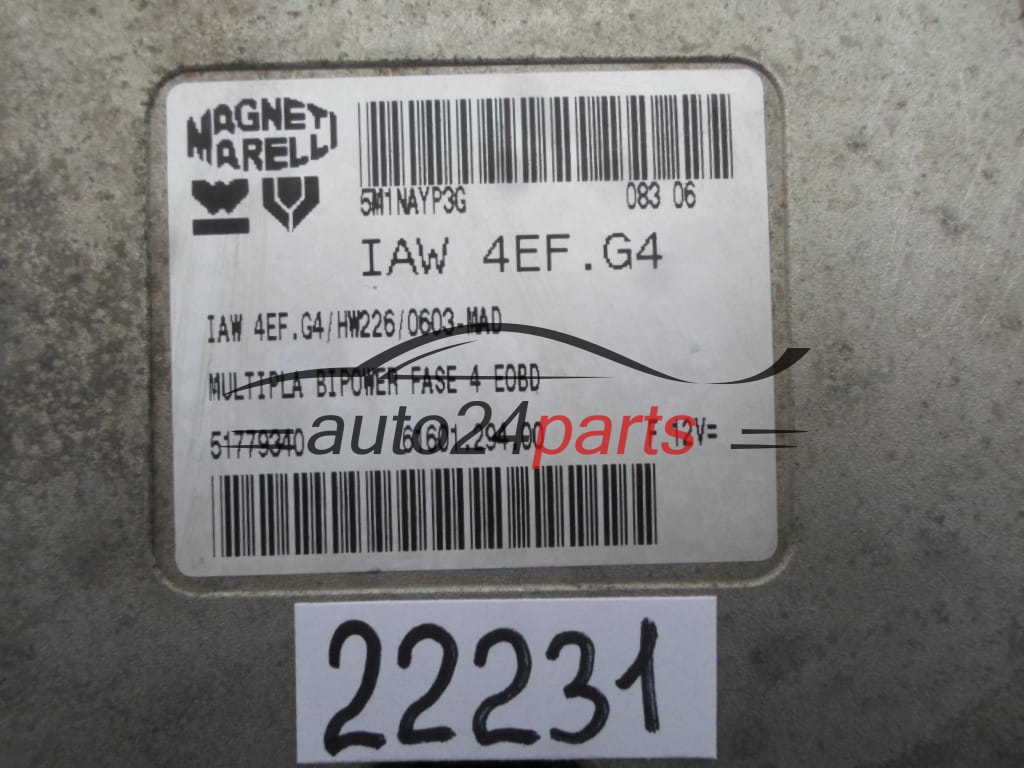 MAGNETI
MARELLI
5M1NAYP3G 083 06
IAW 4EF.G4
IAW 4EF.G4/HW226/0603-MAD
MULTIPLA BIPOWER FASE 4 EOBD
51779340 F 12V=
auto24parts
22231